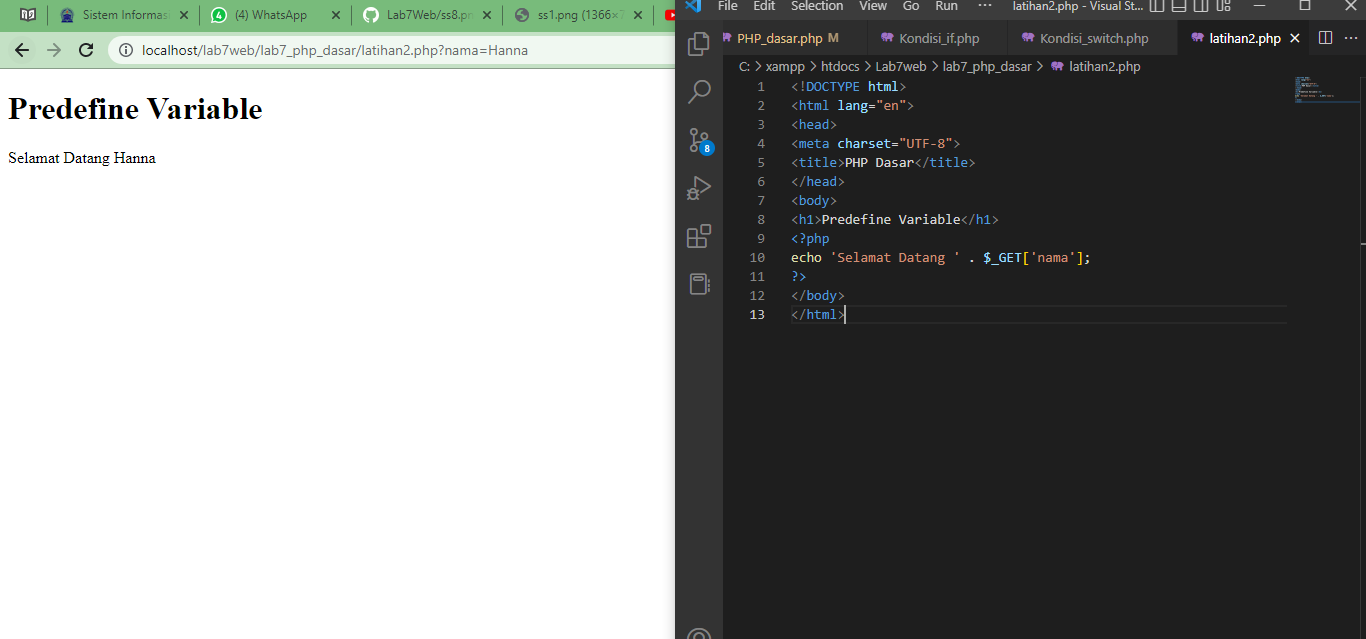 Sistem Informas
(4) WhatsApp
Lab7Web/ss8.pn
ss1.png (1366×7
localhost/lab7web/lab7_php_dasar/latihan2.php?nama=Hanna
Predefine Variable
Selamat Datang Hanna
File Edit Selection View Go Run ··· latihan2.php - Visual St...
PHP_dasar.php M Kondisi_if.php Kondisi_switch.php latihan2.php
C: > xampp > htdocs > Lab7web > lab7_php_dasar > latihan2.php
8
1 <!DOCTYPE html>
2 <html lang="en">
3 <head>
4 <meta charset="UTF-8">
5 <title>PHP Dasar</title>
6 </head>
7 <body>
8 <h1>Predefine Variable</h1>
9 <?php
10 echo 'Selamat Datang ' . $_GET['nama'];
11 ?>
12 </body>
13 </html>